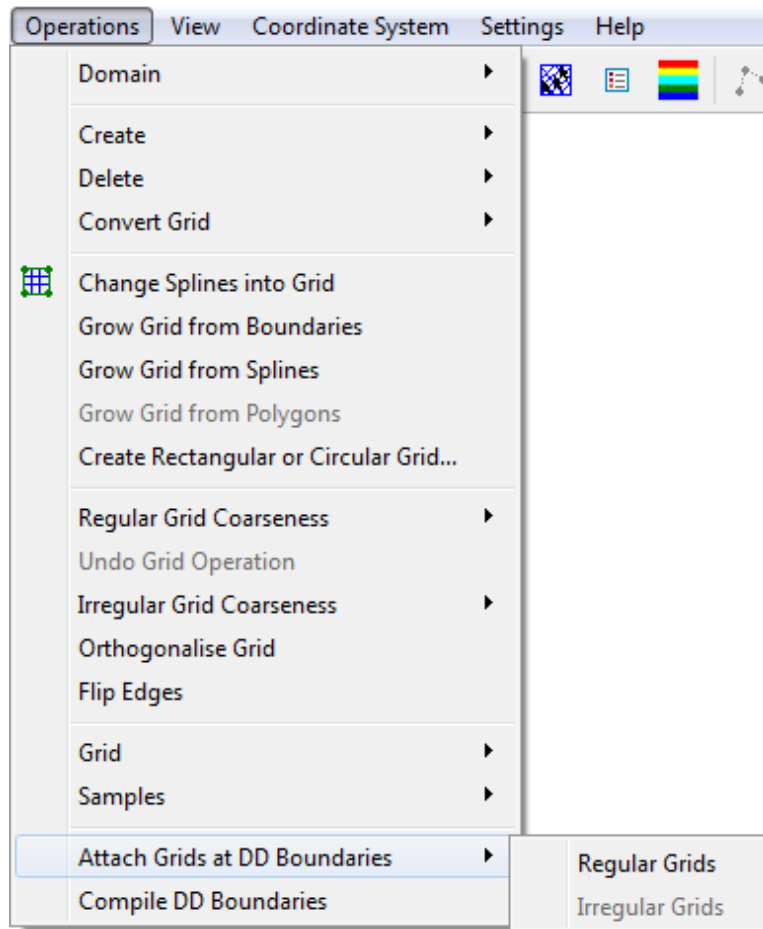 Operations View Coordinate System Settings Help
Domain
Create
Delete
Convert Grid
Change Splines into Grid
Grow Grid from Boundaries
Grow Grid from Splines
Grow Grid from Polygons
Create Rectangular or Circular Grid...
Regular Grid Coarseness
Undo Grid Operation
Irregular Grid Coarseness
Orthogonalise Grid
Flip Edges
Grid
Samples
Attach Grids at DD Boundaries
Regular Grids
Compile DD Boundaries
Irregular Grids